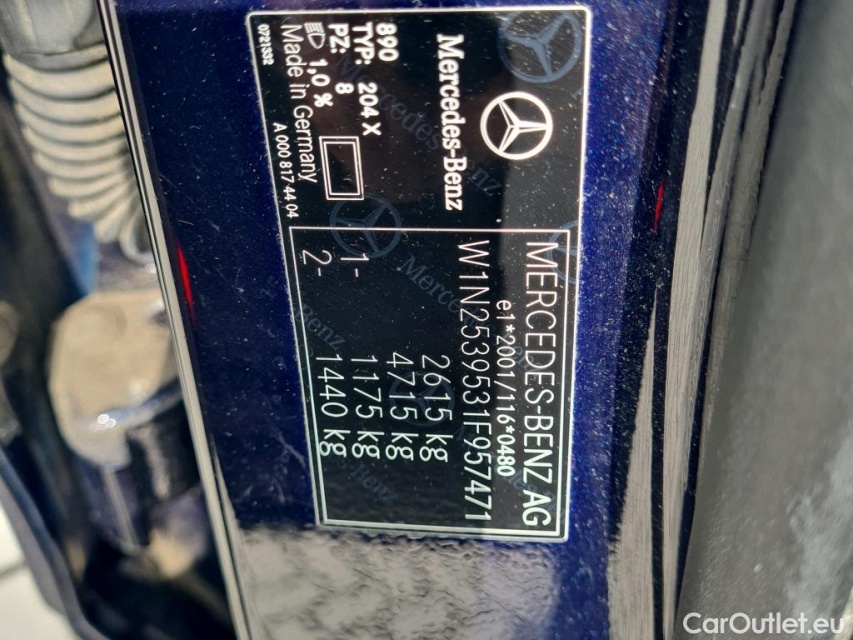 Mercedes-Benz
890
TYP: 204 X
PZ: 8
1,0 %
Made in Germany
0721332
A 000 817 44 04
MERCEDES-BENZ AG
e1*2001/116*0480
W1N2539531F957471
2615 kg
4715 kg
1- 1175 kg
2- 1440 kg
CarOutlet.eu